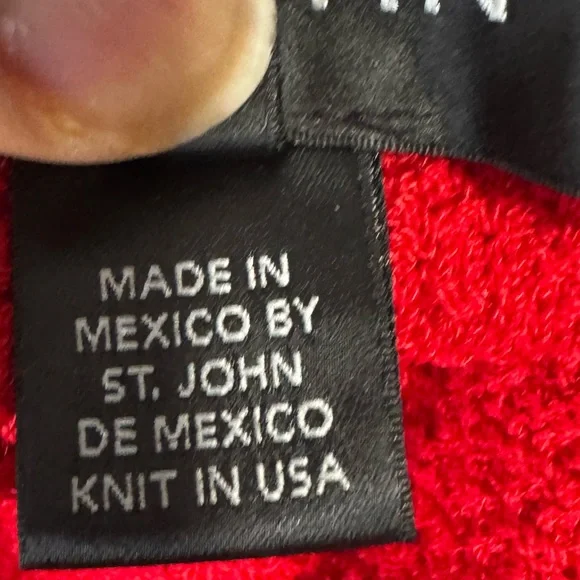 MADE IN
MEXICO BY
ST. JOHN
DE MEXICO
KNIT IN USA